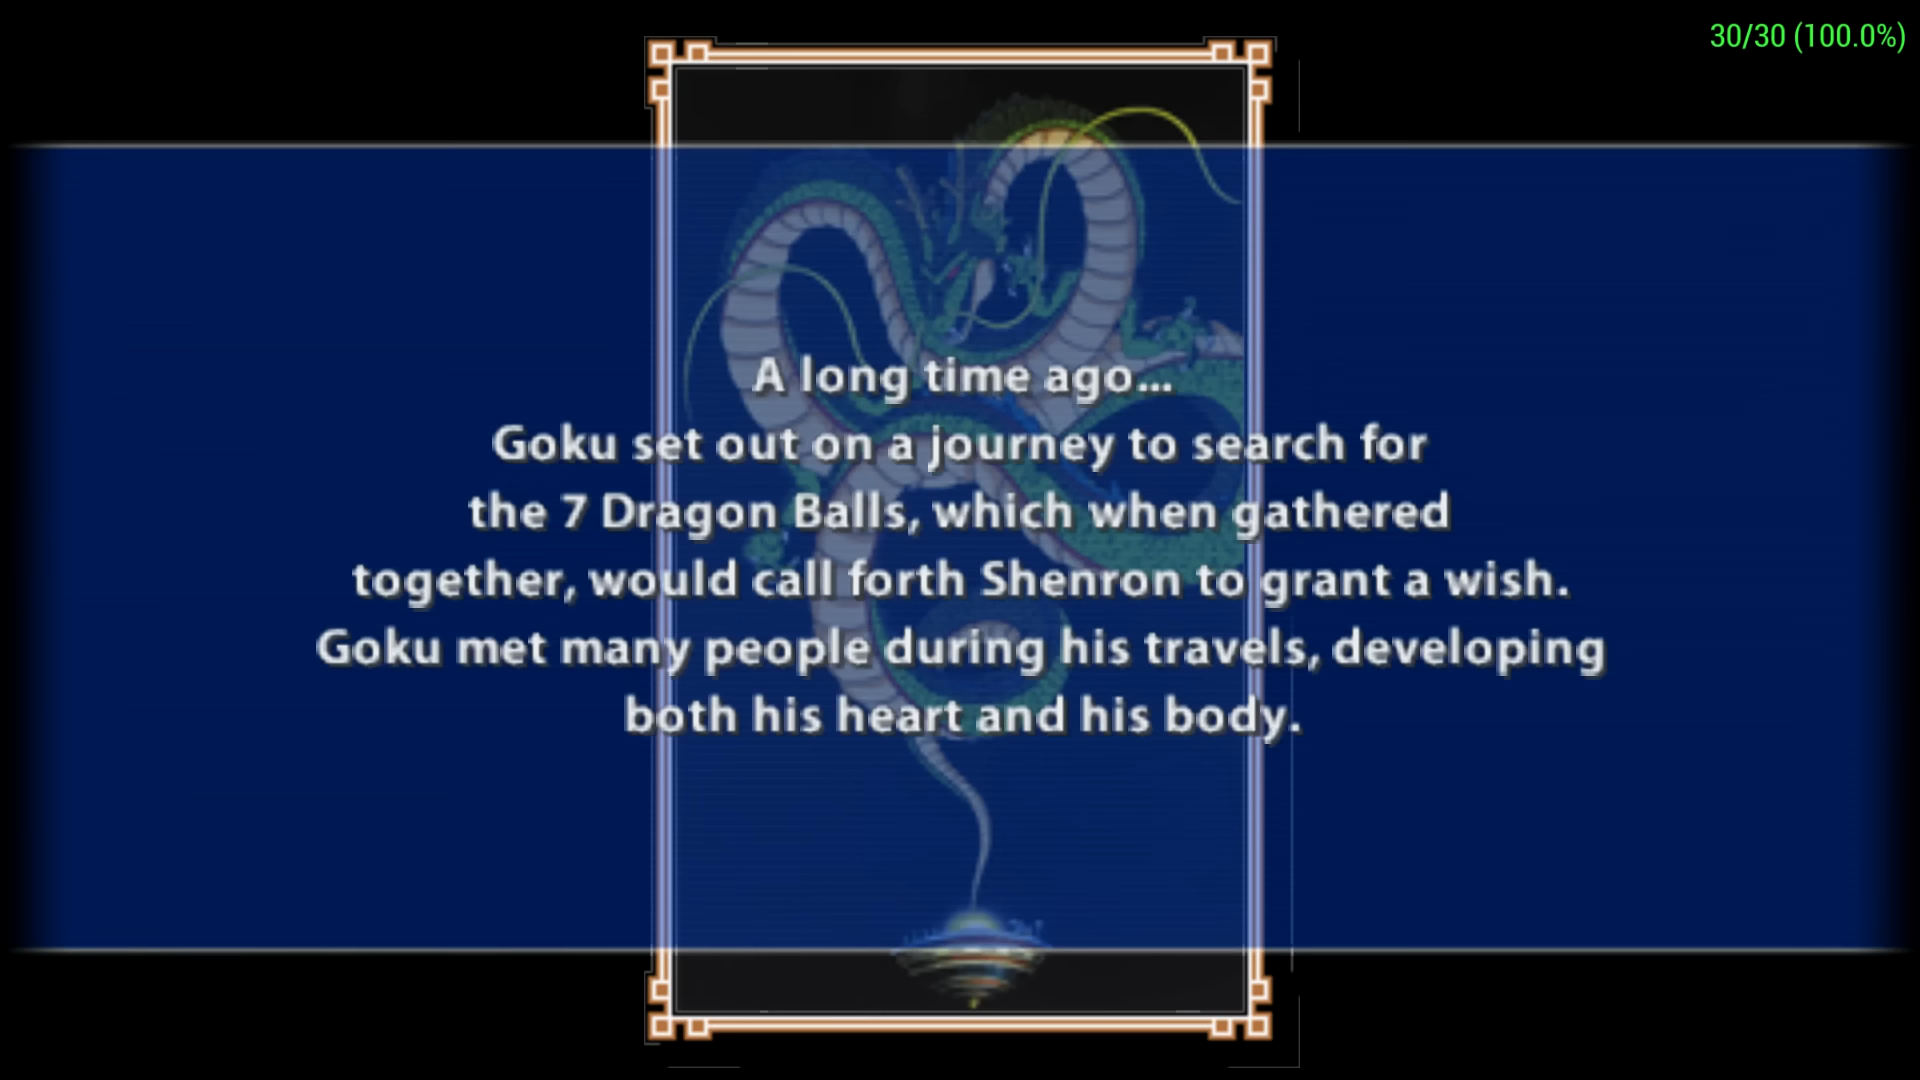 30/30 (100.0%)
A long time ago...
Goku set out on a journey to search for
the 7 Dragon Balls, which when gathered
together, would call forth Shenron to grant a wish.
Goku met many people during his travels, developing
both his heart and his body.